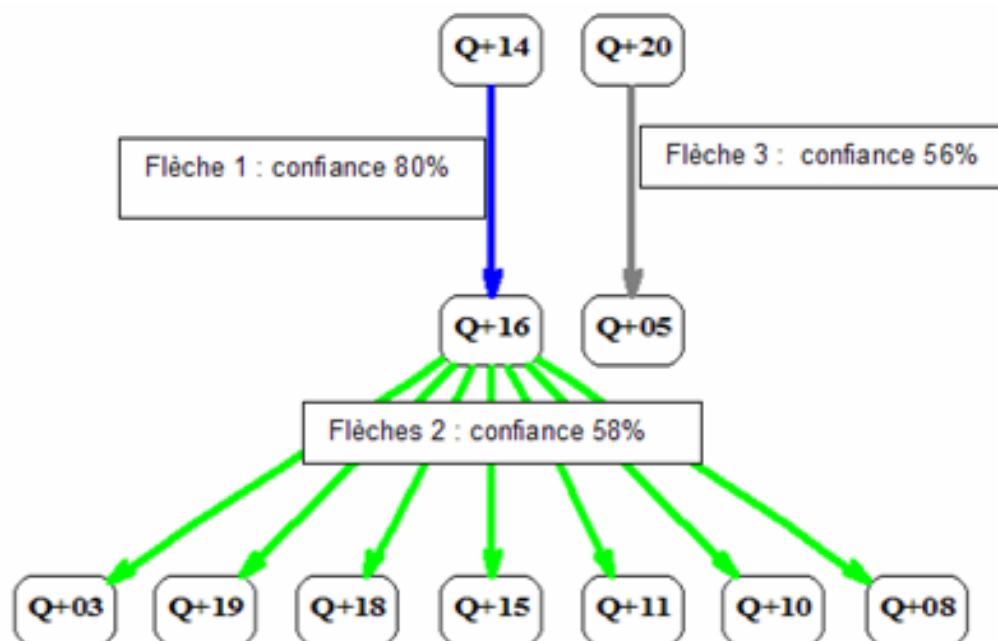 Q+14
Q+20
Flèche 1 : confiance 80%
Flèche 3 : confiance 56%
Q+16
Q+05
Flèches 2 : confiance 58%
Q+03
Q+19
Q+18
Q+15
Q+11
Q+10
Q+08